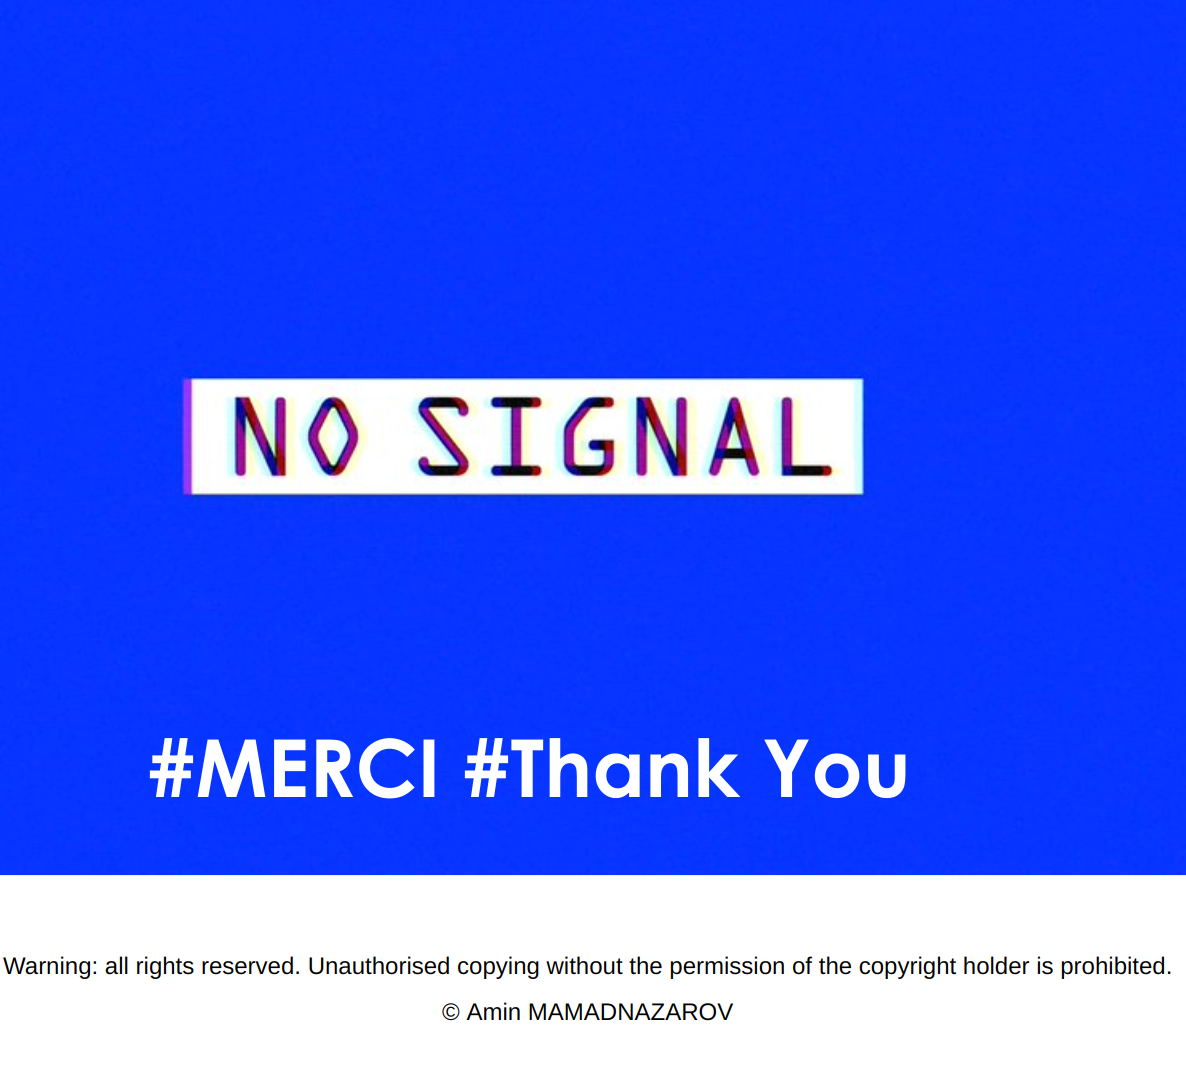 NO SIGNAL
#MERCI #Thank You
Warning: all rights reserved. Unauthorised copying without the permission of the copyright holder is prohibited.
© Amin MAMADNAZAROV